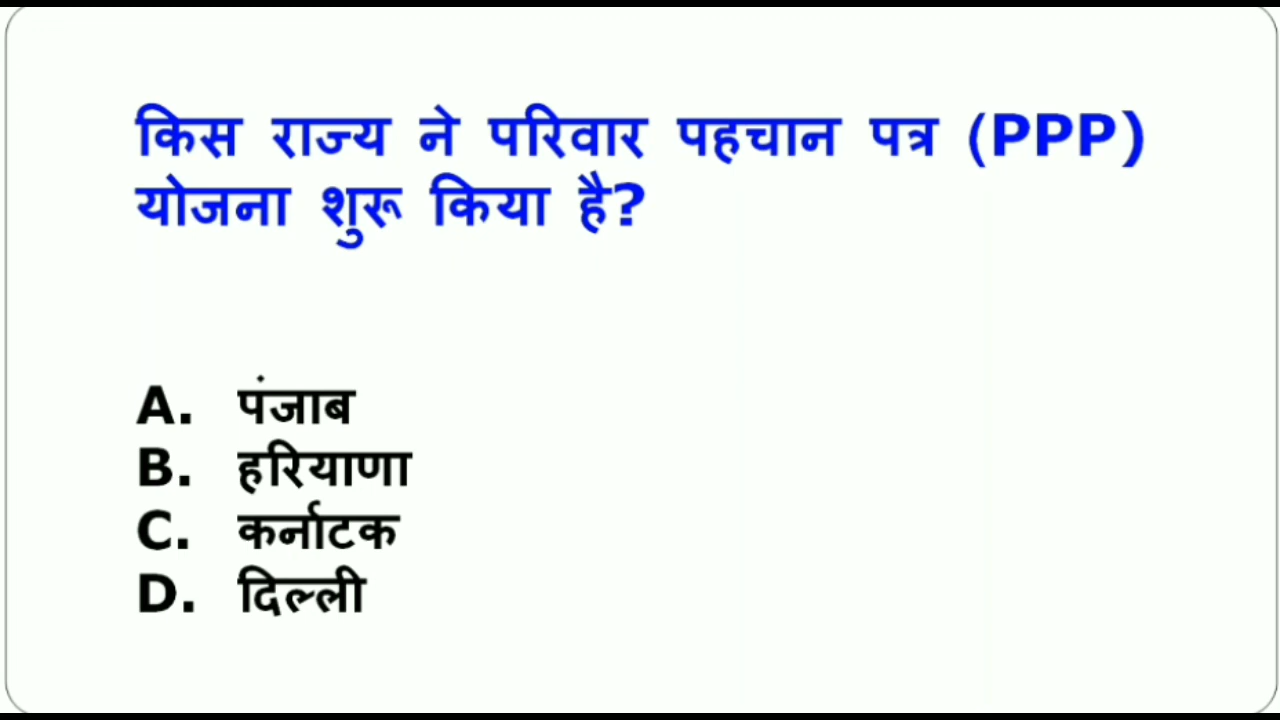 किस राज्य ने परिवार पहचान पत्र (PPP)
योजना शुरू किया है?
A. पंजाब
B. हरियाणा
C. कर्नाटक
D. दिल्ली